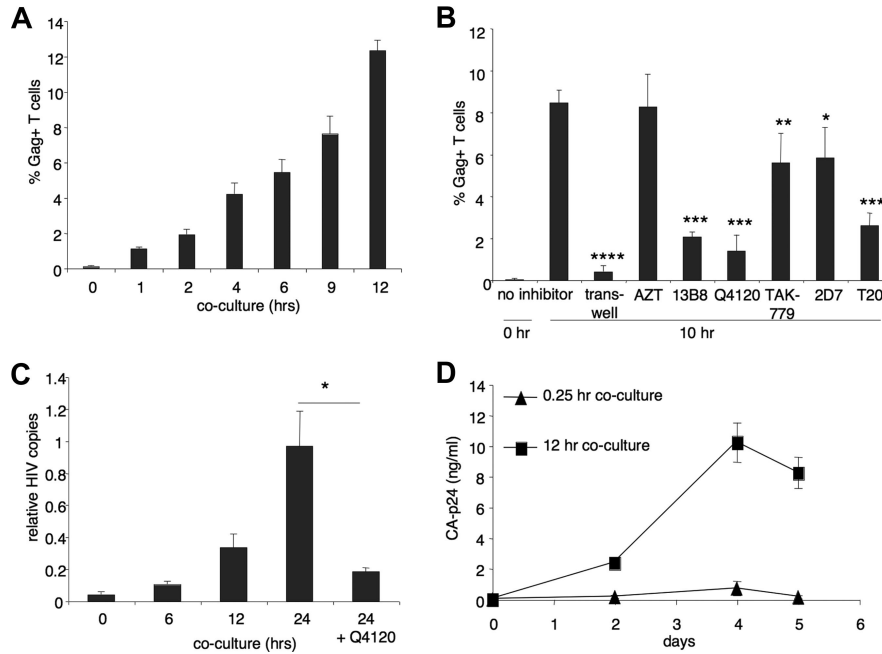 A
14
12
10
8
6
4
2
0
% Gag+ T cells
0 1 2 4 6 9 12
co-culture (hrs)
B
12
10
8
6
4
2
0
% Gag+ T cells
****
***
***
**
*
***
no inhibitor trans-well AZT 13B8 Q4120 TAK-779 2D7 T20
0 hr 10 hr
C
1.4
1.2
1
0.8
0.6
0.4
0.2
0
relative HIV copies
*
0 6 12 24 24
+ Q4120
co-culture (hrs)
D
14
12
10
8
6
4
2
0
CA-p24 (ng/ml)
0.25 hr co-culture
12 hr co-culture
0 1 2 3 4 5 6
days